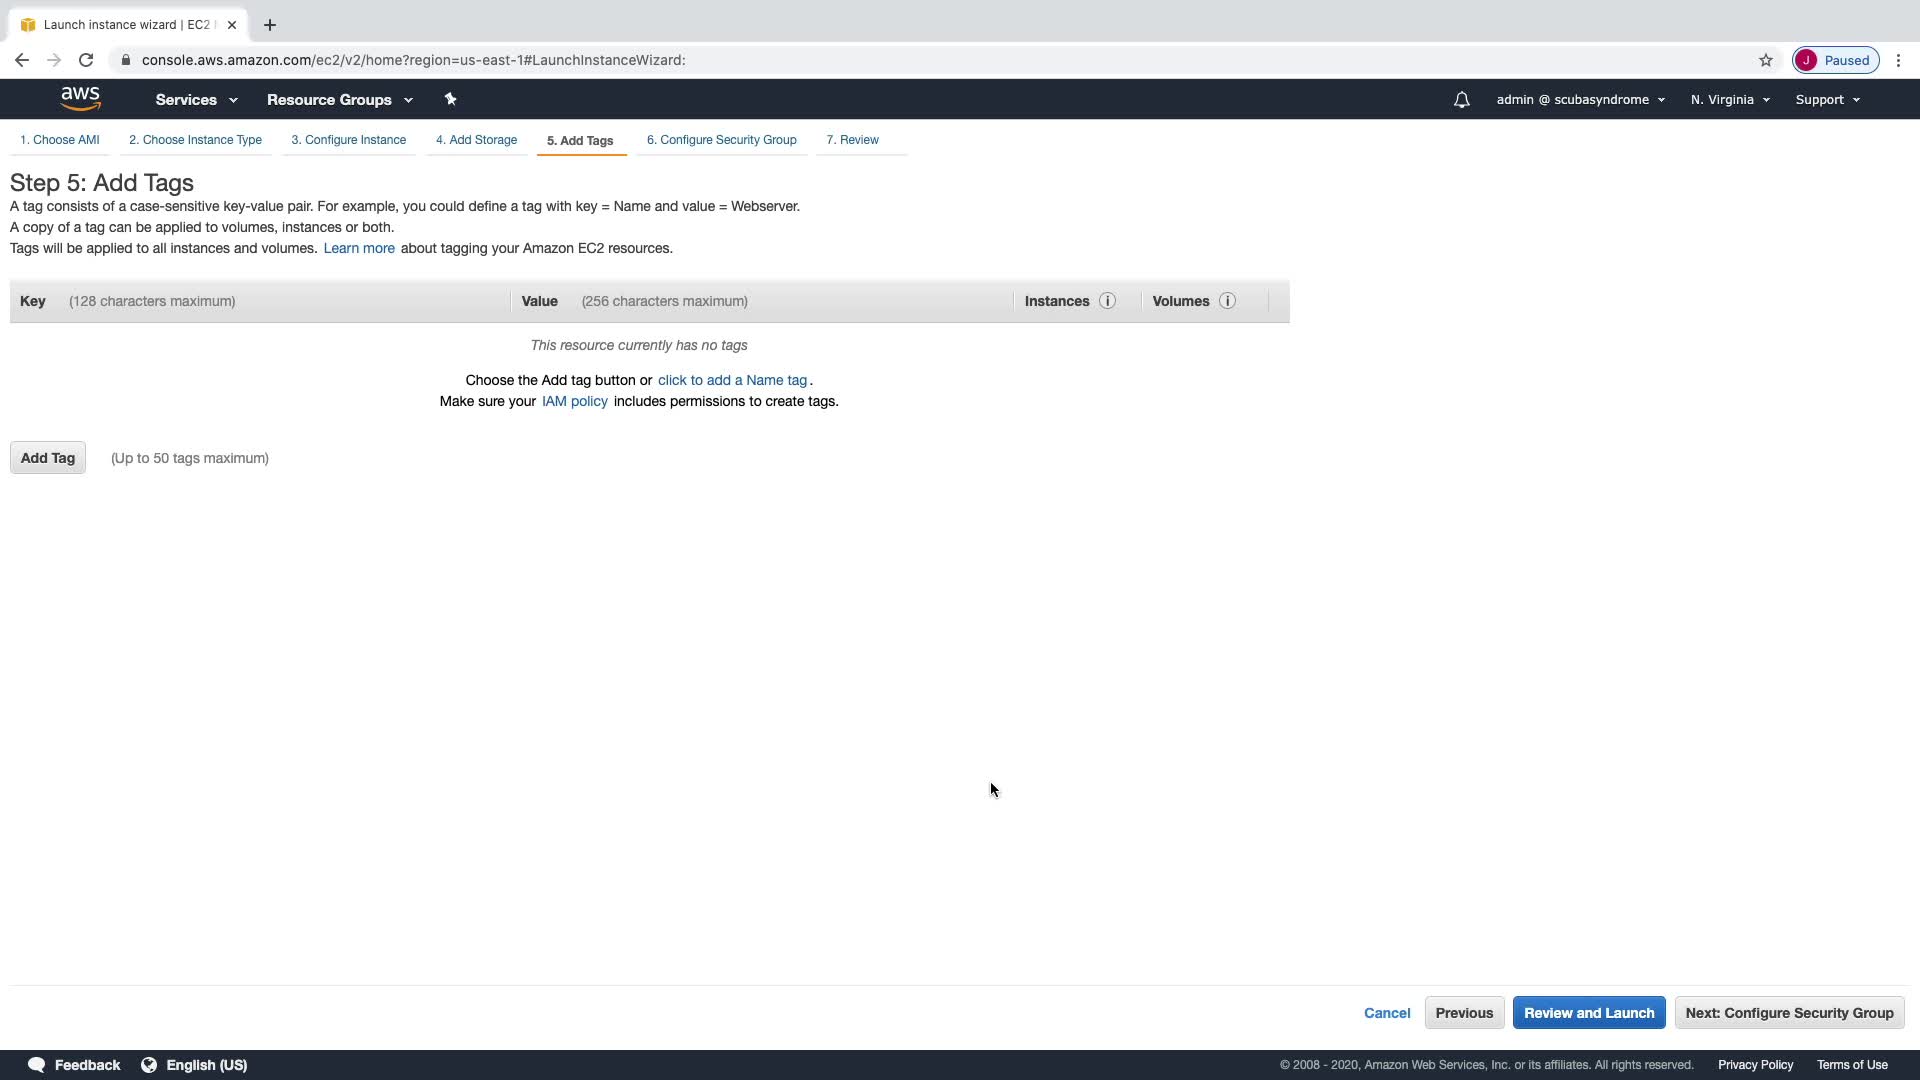 Launch instance wizard | EC2
console.aws.amazon.com/ec2/v2/home?region=us-east-1#LaunchInstanceWizard:
J Paused
aws Services Resource Groups admin @ scubasyndrome N. Virginia Support
1. Choose AMI 2. Choose Instance Type 3. Configure Instance 4. Add Storage 5. Add Tags 6. Configure Security Group 7. Review
Step 5: Add Tags
A tag consists of a case-sensitive key-value pair. For example, you could define a tag with key = Name and value = Webserver.
A copy of a tag can be applied to volumes, instances or both.
Tags will be applied to all instances and volumes. Learn more about tagging your Amazon EC2 resources.
Key (128 characters maximum) Value (256 characters maximum) Instances i Volumes i
This resource currently has no tags
Choose the Add tag button or click to add a Name tag.
Make sure your IAM policy includes permissions to create tags.
Add Tag (Up to 50 tags maximum)
Cancel Previous Review and Launch Next: Configure Security Group
Feedback English (US) © 2008 - 2020, Amazon Web Services, Inc. or its affiliates. All rights reserved. Privacy Policy Terms of Use